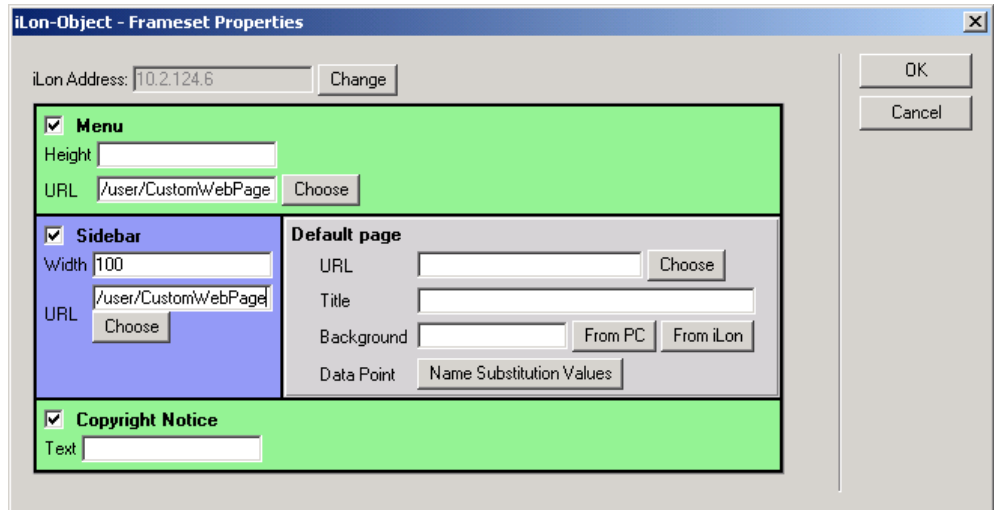 iLon-Object - Frameset Properties
iLon Address: 10.2.124.6 Change
OK
Cancel
Menu
Height
URL /user/CustomWebPage Choose
Sidebar
Width 100
URL /user/CustomWebPage
Choose
Default page
URL Choose
Title
Background From PC From iLon
Data Point Name Substitution Values
Copyright Notice
Text